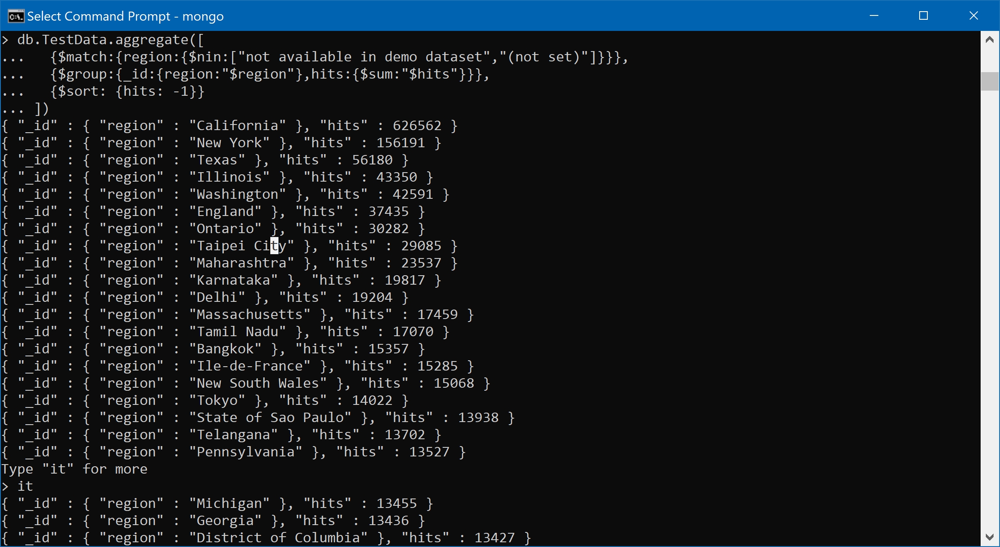 Select Command Prompt - mongo
> db.TestData.aggregate([
...   {$match:{region:{$nin:["not available in demo dataset","(not set)"]}}},
...   {$group:{_id:{region:"$region"},hits:{$sum:"$hits"}}},
...   {$sort: {hits: -1}}
... ])
{ "_id" : { "region" : "California" }, "hits" : 626562 }
{ "_id" : { "region" : "New York" }, "hits" : 156191 }
{ "_id" : { "region" : "Texas" }, "hits" : 56180 }
{ "_id" : { "region" : "Illinois" }, "hits" : 43350 }
{ "_id" : { "region" : "Washington" }, "hits" : 42591 }
{ "_id" : { "region" : "England" }, "hits" : 37435 }
{ "_id" : { "region" : "Ontario" }, "hits" : 30282 }
{ "_id" : { "region" : "Taipei City" }, "hits" : 29085 }
{ "_id" : { "region" : "Maharashtra" }, "hits" : 23537 }
{ "_id" : { "region" : "Karnataka" }, "hits" : 19817 }
{ "_id" : { "region" : "Delhi" }, "hits" : 19204 }
{ "_id" : { "region" : "Massachusetts" }, "hits" : 17459 }
{ "_id" : { "region" : "Tamil Nadu" }, "hits" : 17070 }
{ "_id" : { "region" : "Bangkok" }, "hits" : 15357 }
{ "_id" : { "region" : "Ile-de-France" }, "hits" : 15285 }
{ "_id" : { "region" : "New South Wales" }, "hits" : 15068 }
{ "_id" : { "region" : "Tokyo" }, "hits" : 14022 }
{ "_id" : { "region" : "State of Sao Paulo" }, "hits" : 13938 }
{ "_id" : { "region" : "Telangana" }, "hits" : 13702 }
{ "_id" : { "region" : "Pennsylvania" }, "hits" : 13527 }
Type "it" for more
> it
{ "_id" : { "region" : "Michigan" }, "hits" : 13455 }
{ "_id" : { "region" : "Georgia" }, "hits" : 13436 }
{ "_id" : { "region" : "District of Columbia" }, "hits" : 13427 }